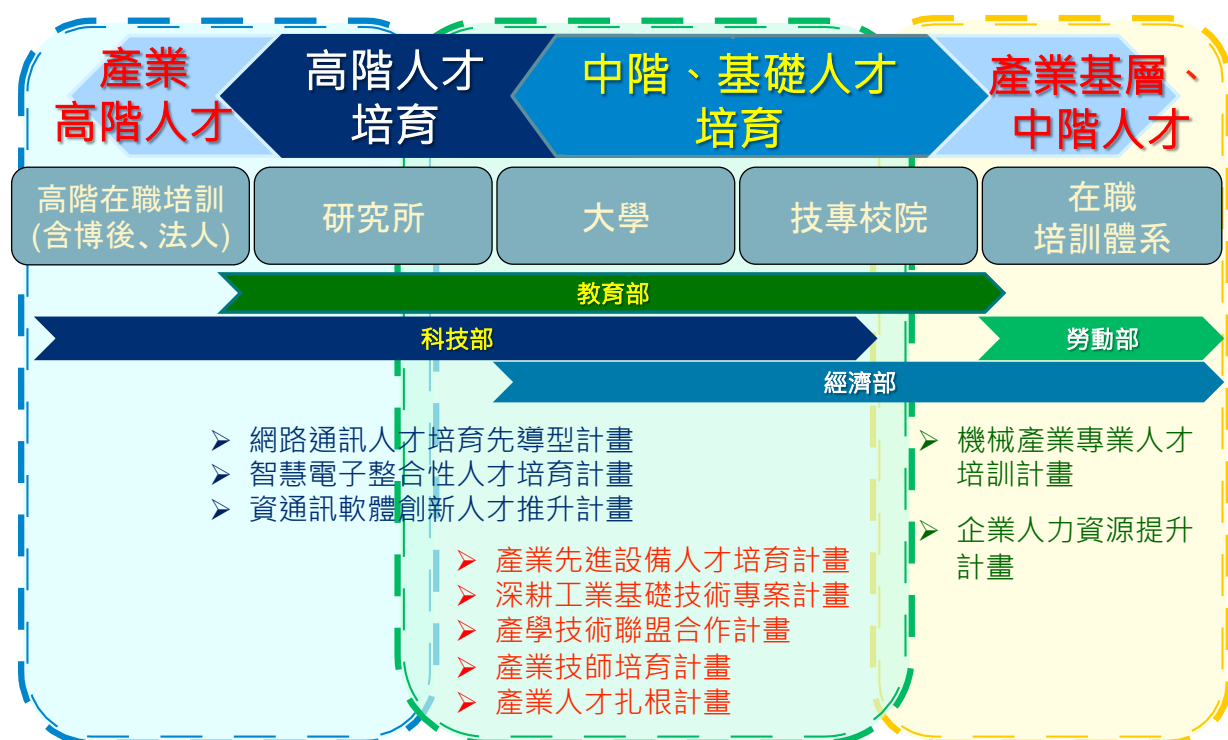 產業
高階人才
高階人才
培育
中階、基礎人才
培育
產業基層、
中階人才
高階在職培訓
(含博後、法人)
研究所
大學
技專校院
在職
培訓體系
教育部
科技部
勞動部
經濟部
➢ 網路通訊人才培育先導型計畫
➢ 智慧電子整合性人才培育計畫
➢ 資通訊軟體創新人才推升計畫
➢ 產業先進設備人才培育計畫
➢ 深耕工業基礎技術專案計畫
➢ 產學技術聯盟合作計畫
➢ 產業技師培育計畫
➢ 產業人才扎根計畫
➢ 機械產業專業人才
培訓計畫
➢ 企業人力資源提升
計畫